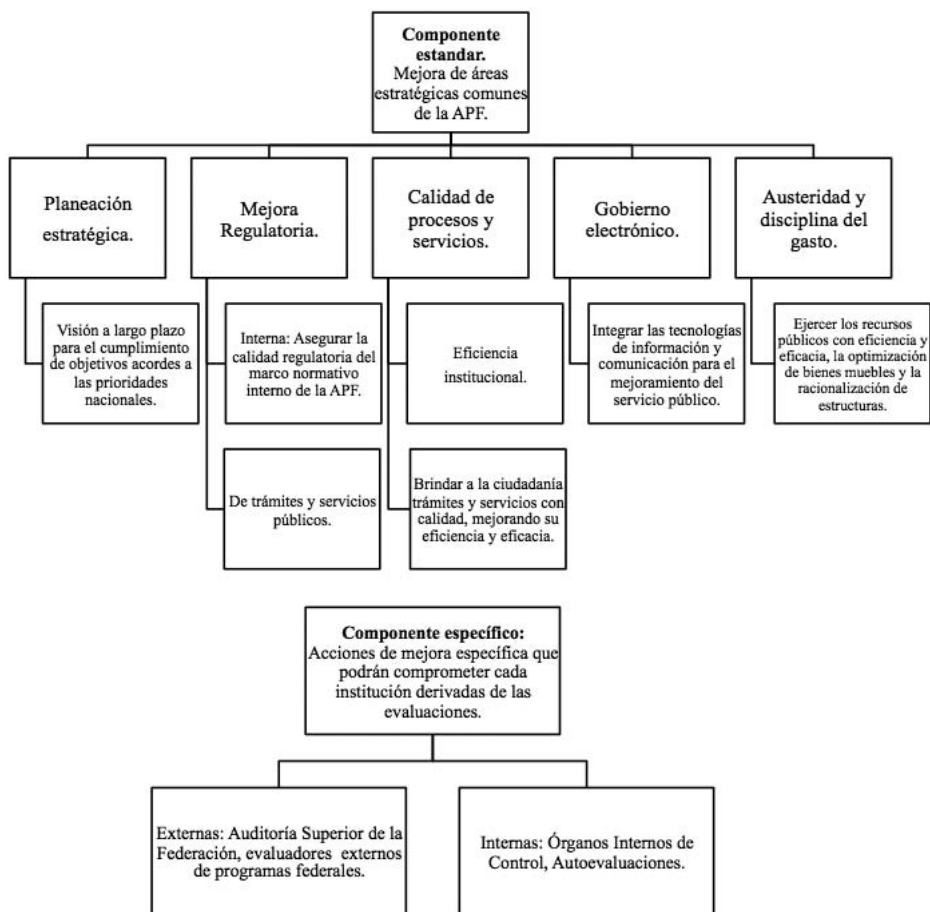 Componente
estandar.
Mejora de áreas
estratégicas comunes
de la APF.
Planeación
estratégica.
Mejora
Regulatoria.
Calidad de
procesos y
servicios.
Gobierno
electrónico.
Austeridad y
disciplina del
gasto.
Visión a largo plazo
para el cumplimiento
de objetivos acordes a
las prioridades
nacionales.
Interna: Asegurar la
calidad regulatoria del
marco normativo
interno de la APF.
Eficiencia
institucional.
Integrar las tecnologías
de información y
comunicación para el
mejoramiento del
servicio público.
Ejercer los recursos
públicos con eficiencia y
eficacia, la optimización
de bienes muebles y la
racionalización de
estructuras.
De trámites y servicios
públicos.
Brindar a la ciudadanía
trámites y servicios con
calidad, mejorando su
eficiencia y eficacia.
Componente específico:
Acciones de mejora específica que
podrán comprometer cada
institución derivadas de las
evaluaciones.
Externas: Auditoría Superior de la
Federación, evaluadores externos
de programas federales.
Internas: Órganos Internos de
Control, Autoevaluaciones.